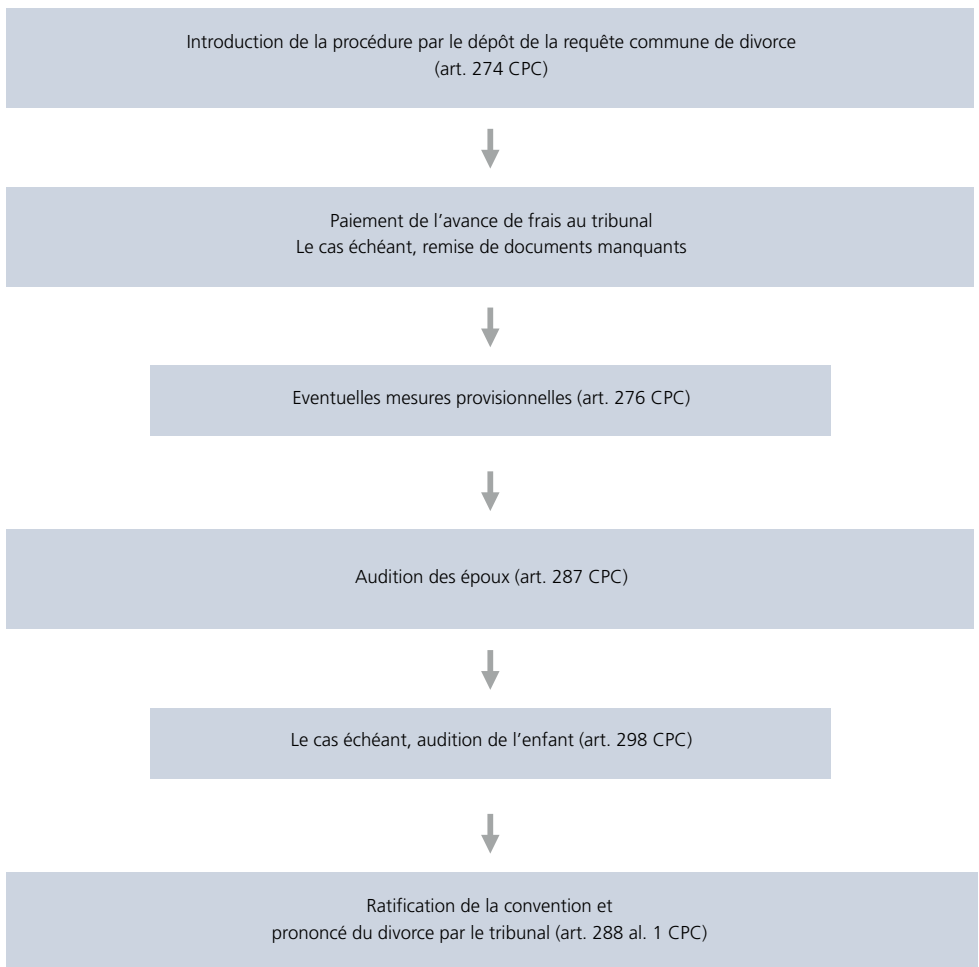 Introduction de la procédure par le dépôt de la requête commune de divorce
(art. 274 CPC)
Paiement de l’avance de frais au tribunal
Le cas échéant, remise de documents manquants
Eventuelles mesures provisionnelles (art. 276 CPC)
Audition des époux (art. 287 CPC)
Le cas échéant, audition de l’enfant (art. 298 CPC)
Ratification de la convention et
prononcé du divorce par le tribunal (art. 288 al. 1 CPC)